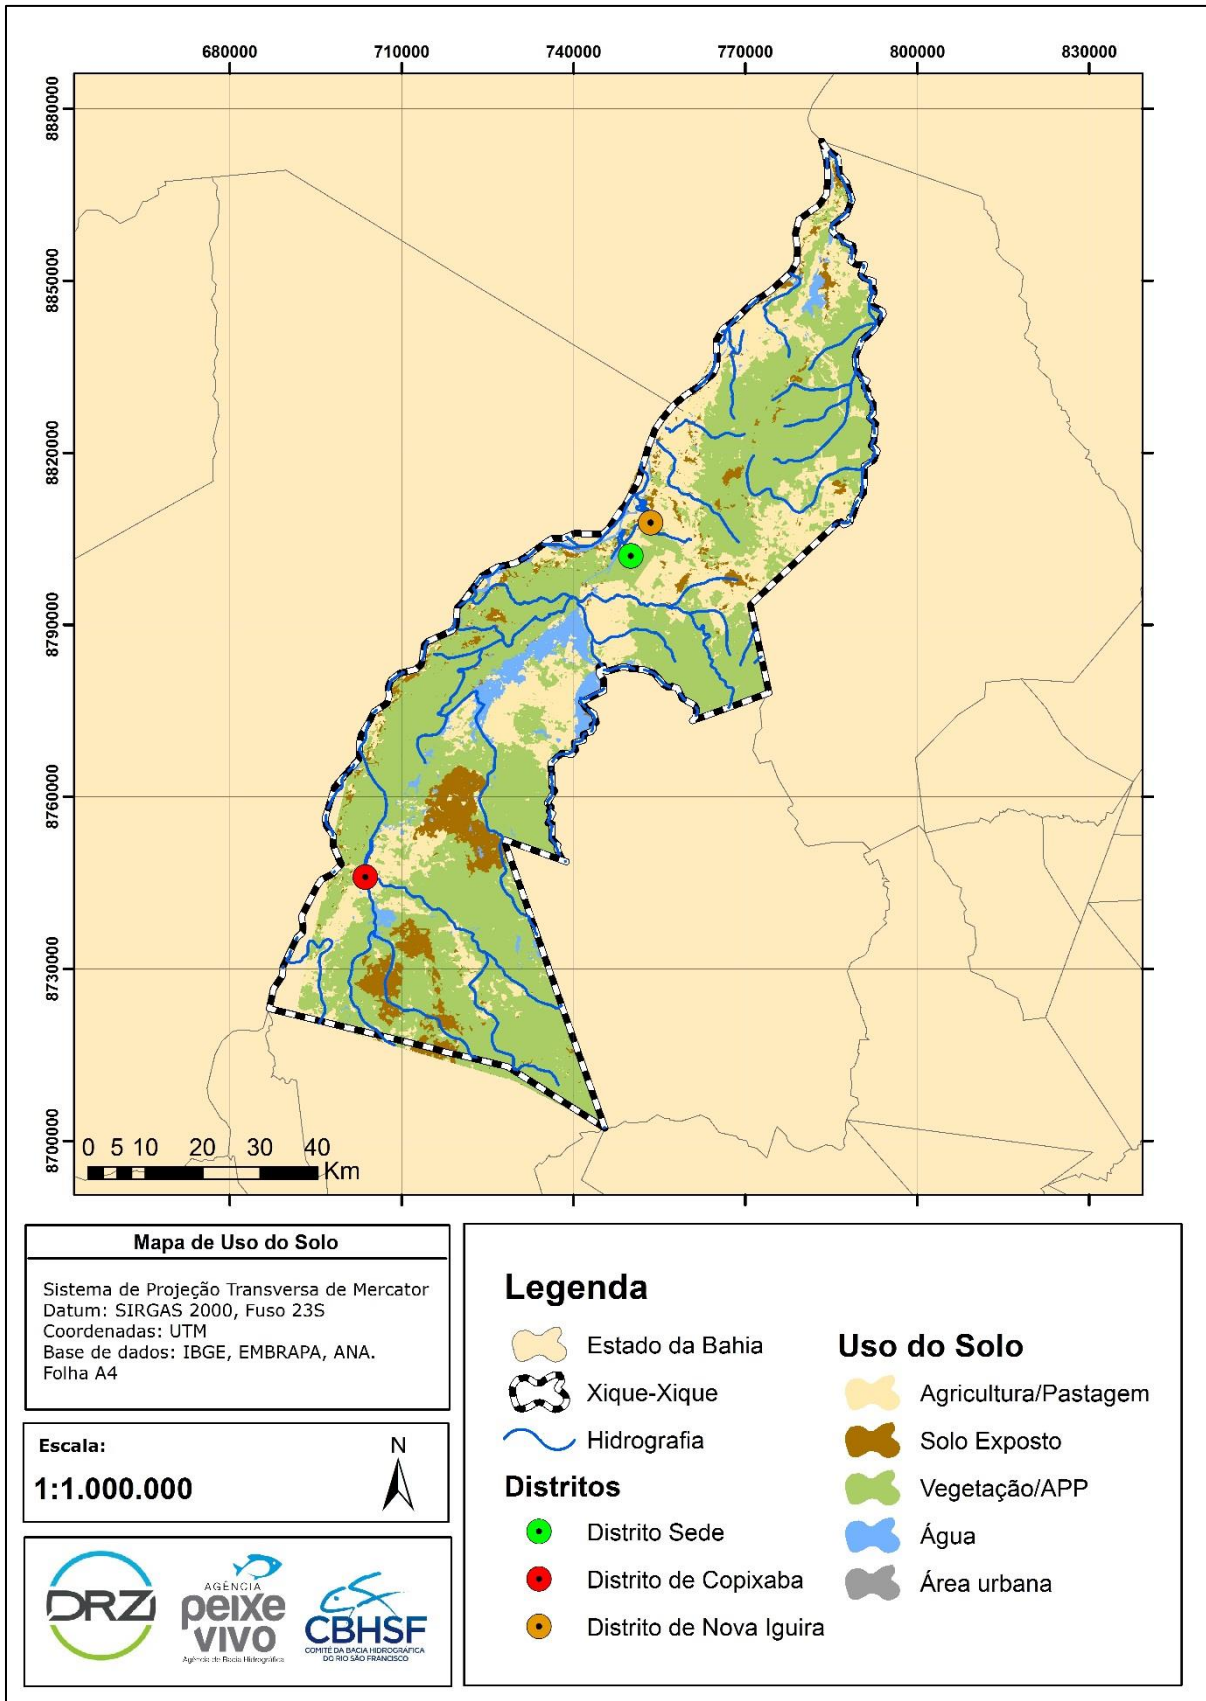 680000 710000 740000 770000 800000 830000
8880000
8850000
8820000
8790000
8760000
8730000
8700000
0 5 10 20 30 40
Km
Mapa de Uso do Solo
Sistema de Projeção Transversa de Mercator
Datum: SIRGAS 2000, Fuso 23S
Coordenadas: UTM
Base de dados: IBGE, EMBRAPA, ANA.
Folha A4
Escala:
1:1.000.000
N
DRZ
AGÊNCIA
peixe
vivo
Agência de Bacia Hidrográfica
CBHSF
COMITÊ DA BACIA HIDROGRÁFICA
DO RIO SÃO FRANCISCO
Legenda
Estado da Bahia
Xique-Xique
Hidrografia
Distritos
Distrito Sede
Distrito de Copixaba
Distrito de Nova Iguira
Uso do Solo
Agricultura/Pastagem
Solo Exposto
Vegetação/APP
Água
Área urbana